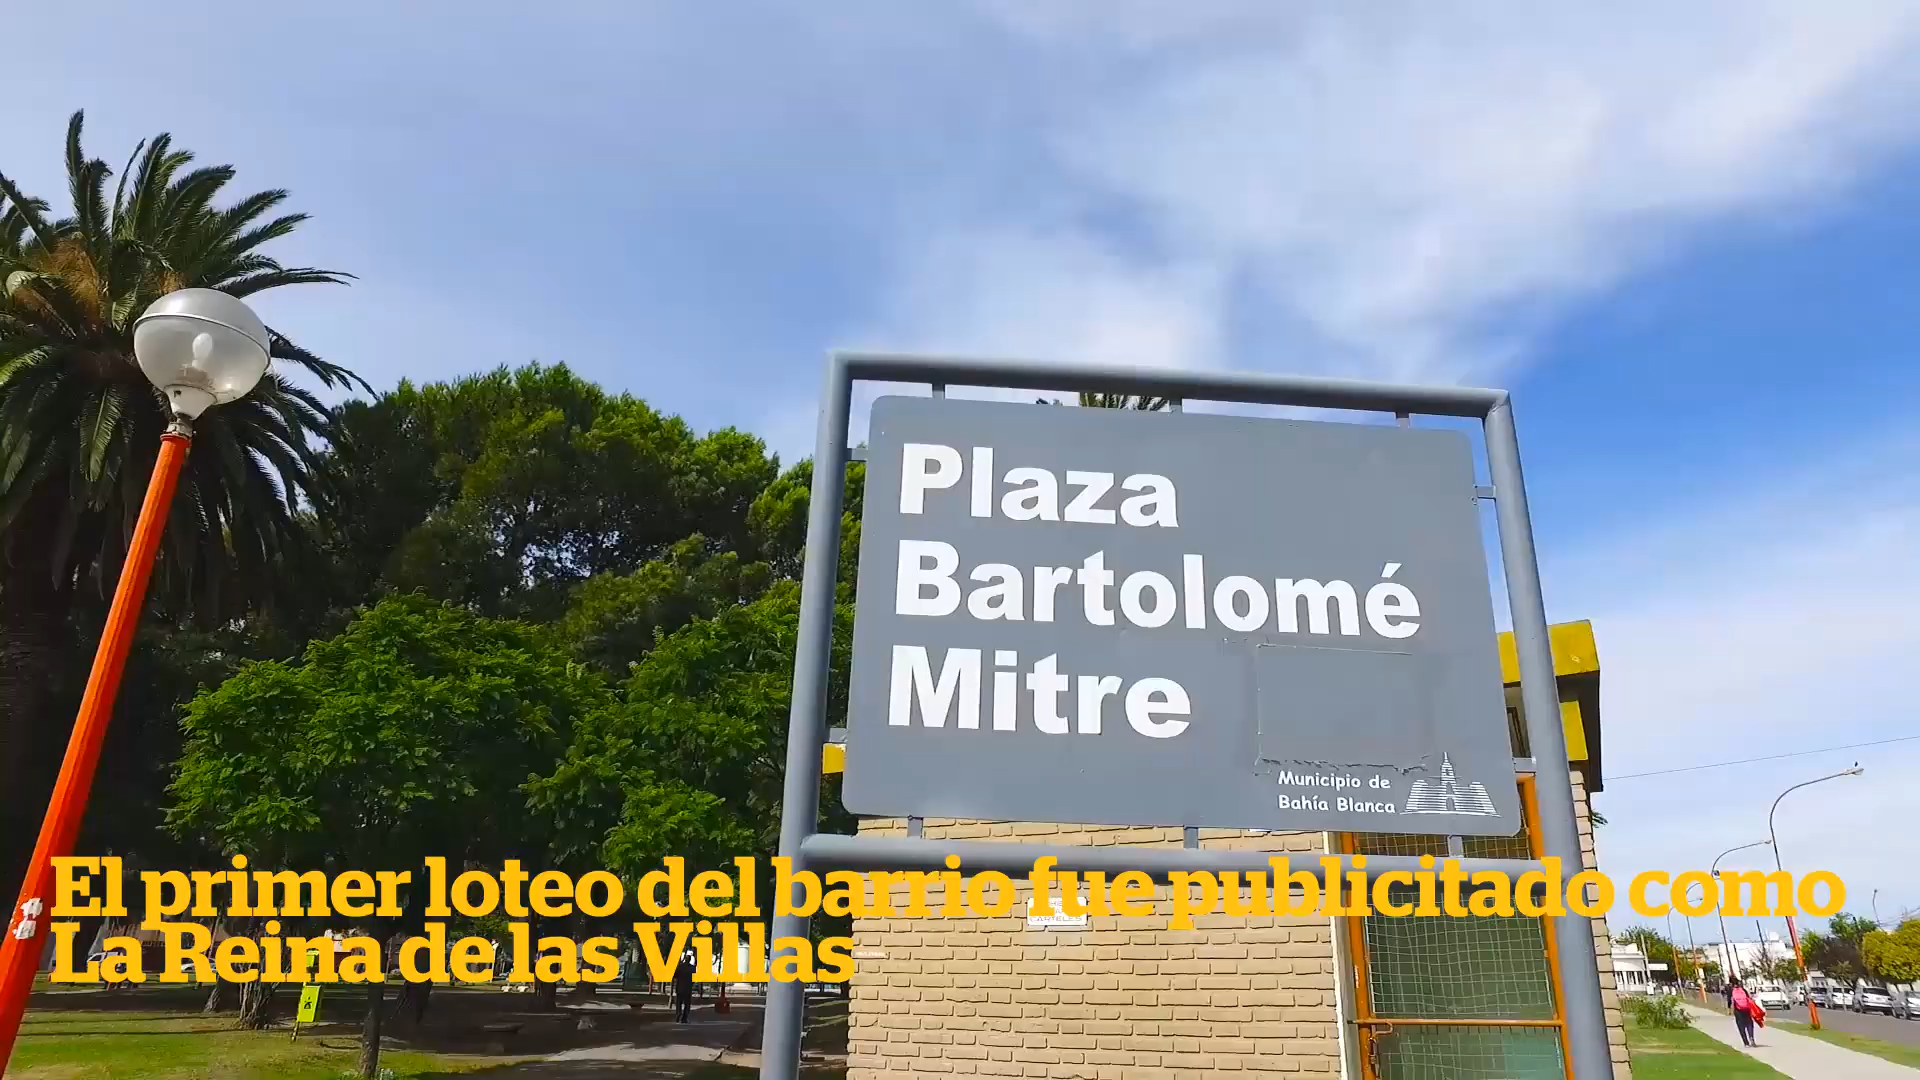 Plaza
Bartolomé
Mitre
Municipio de
Bahía Blanca
El primer loteo del barrio fue publicitado como
La Reina de las Villas
CARTELES